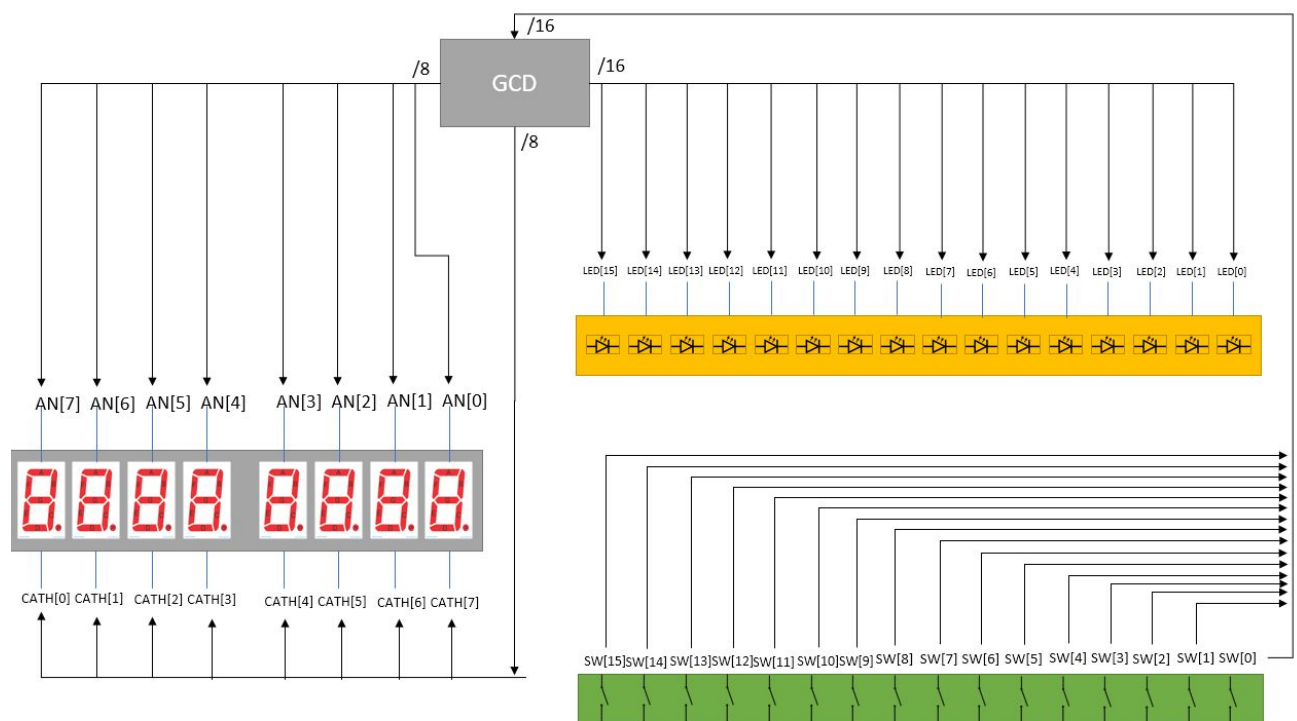 /16
/8
GCD
/16
/8
LED[15] LED[14] LED[13] LED[12] LED[11] LED[10] LED[9] LED[8] LED[7] LED[6] LED[5] LED[4] LED[3] LED[2] LED[1] LED[0]
AN[7] AN[6] AN[5] AN[4] AN[3] AN[2] AN[1] AN[0]
CATH[0] CATH[1] CATH[2] CATH[3] CATH[4] CATH[5] CATH[6] CATH[7]
SW[15] SW[14] SW[13] SW[12] SW[11] SW[10] SW[9] SW[8] SW[7] SW[6] SW[5] SW[4] SW[3] SW[2] SW[1] SW[0]